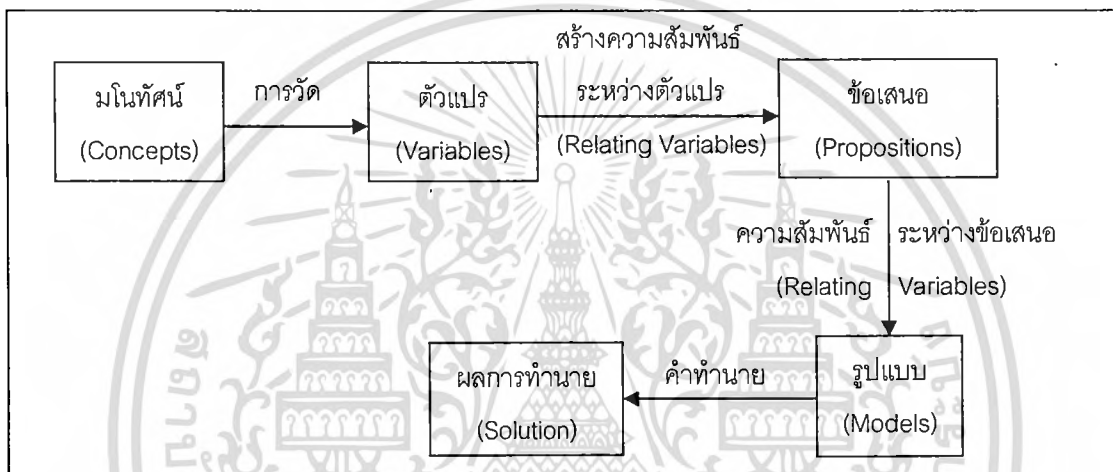 มโนทัศน์
(Concepts)
การวัด
ตัวแปร
(Variables)
สร้างความสัมพันธ์
ระหว่างตัวแปร
(Relating Variables)
ข้อเสนอ
(Propositions)
ความสัมพันธ์ ระหว่างข้อเสนอ
(Relating Variables)
รูปแบบ
(Models)
คำทำนาย
ผลการทำนาย
(Solution)